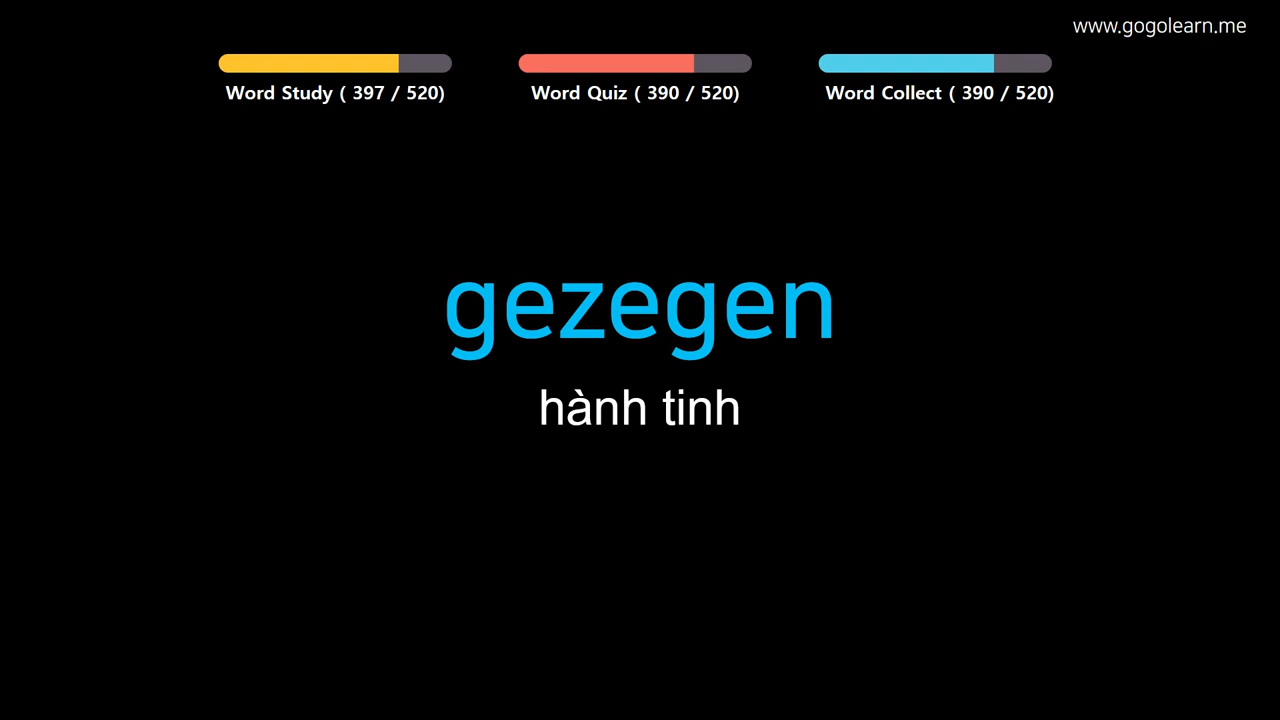 www.gogolearn.me
Word Study ( 397 / 520)
Word Quiz ( 390 / 520)
Word Collect ( 390 / 520)
gezegen
hành tinh